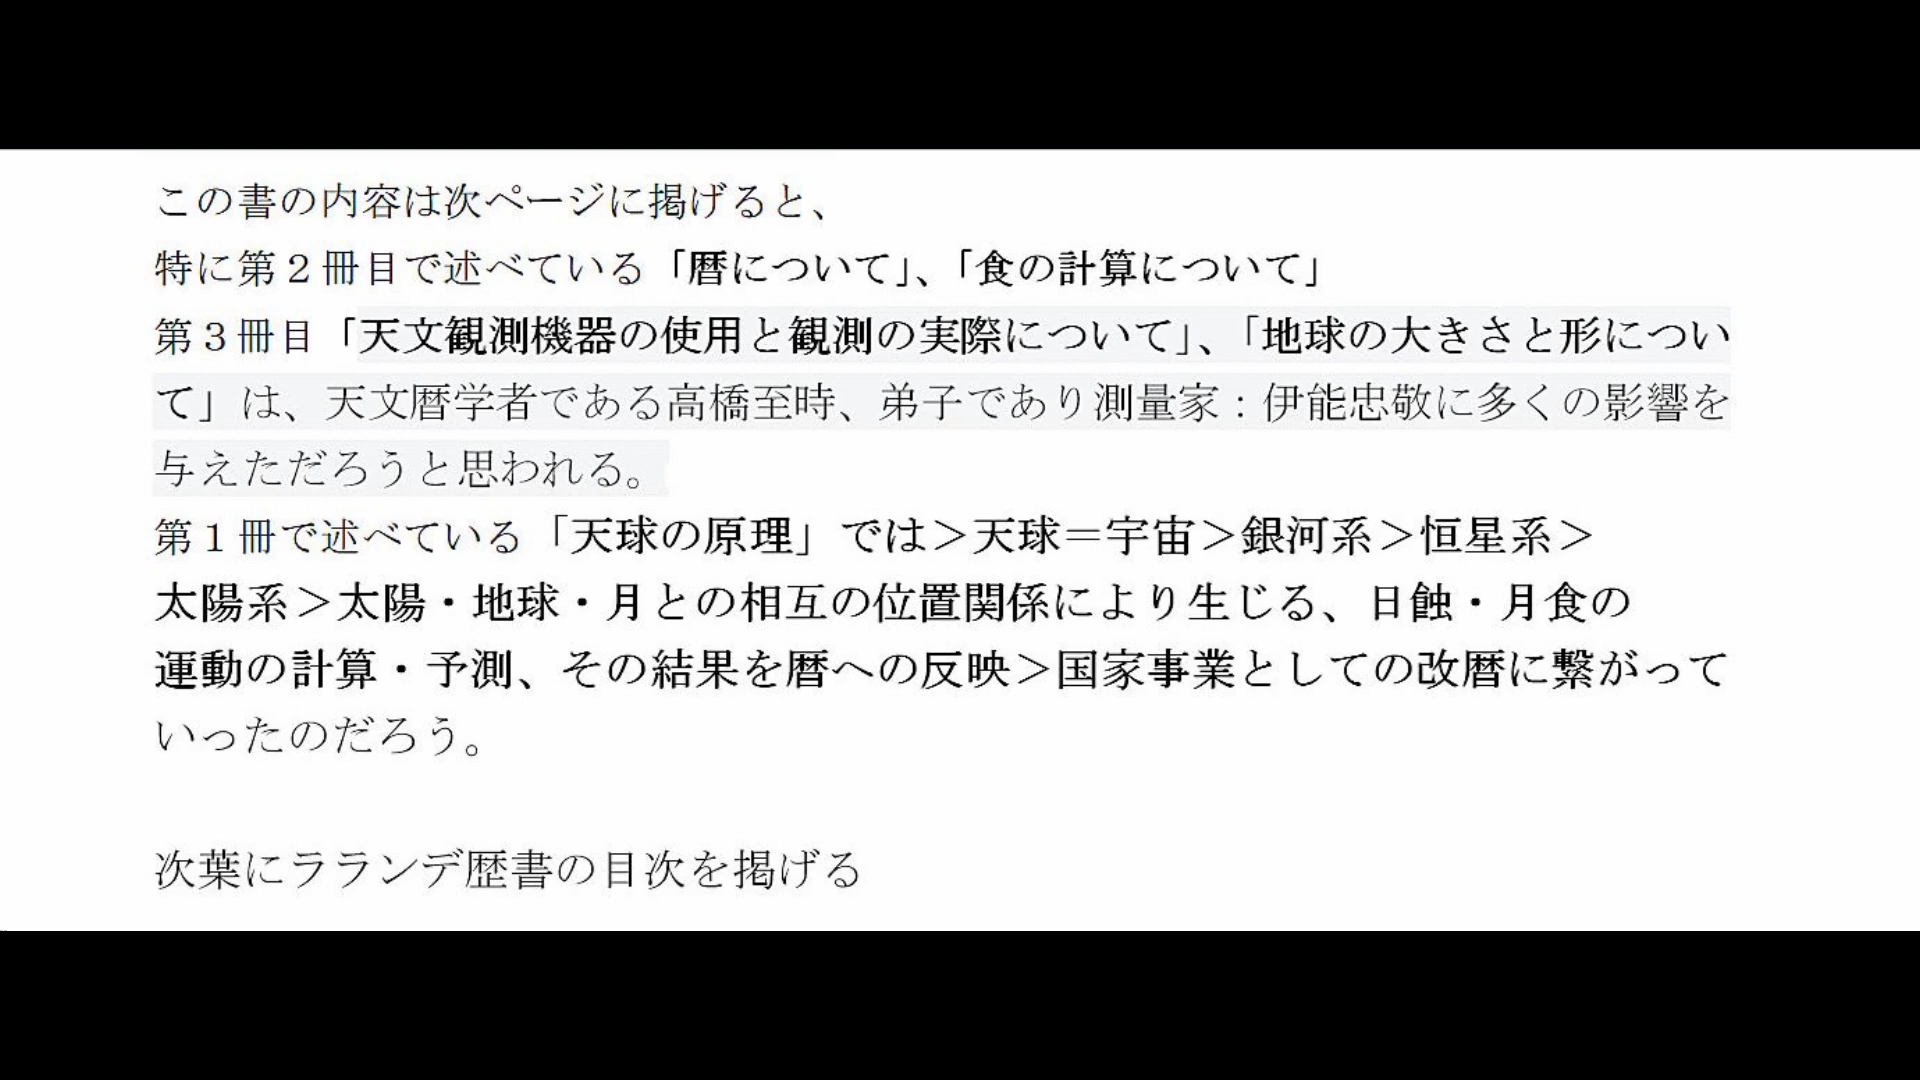 この書の内容は次ページに掲げると、
特に第２冊目で述べている「暦について」、「食の計算について」
第３冊目「天文観測機器の使用と観測の実際について」、「地球の大きさと形につい
て」は、天文暦学者である高橋至時、弟子であり測量家：伊能忠敬に多くの影響を
与えただろうと思われる。
第１冊で述べている「天球の原理」では＞天球＝宇宙＞銀河系＞恒星系＞
太陽系＞太陽・地球・月との相互の位置関係により生じる、日蝕・月食の
運動の計算・予測、その結果を暦への反映＞国家事業としての改暦に繋がって
いったのだろう。
次葉にラランデ歴書の目次を掲げる